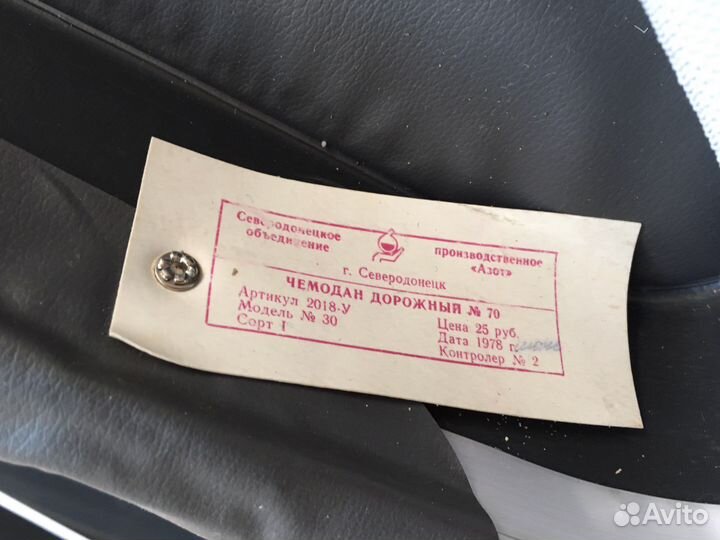 Северодонецкое производственное
объединение «Азот»
г. Северодонецк
ЧЕМОДАН ДОРОЖНЫЙ № 70
Артикул 2018-У Цена 25 руб.
Модель № 30 Дата 1978 г.
Сорт I Контролер № 2
Avito